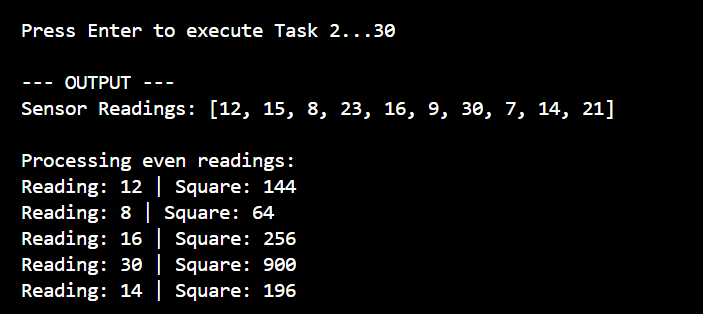 Press Enter to execute Task 2...30
--- OUTPUT ---
Sensor Readings: [12, 15, 8, 23, 16, 9, 30, 7, 14, 21]
Processing even readings:
Reading: 12 | Square: 144
Reading: 8 | Square: 64
Reading: 16 | Square: 256
Reading: 30 | Square: 900
Reading: 14 | Square: 196